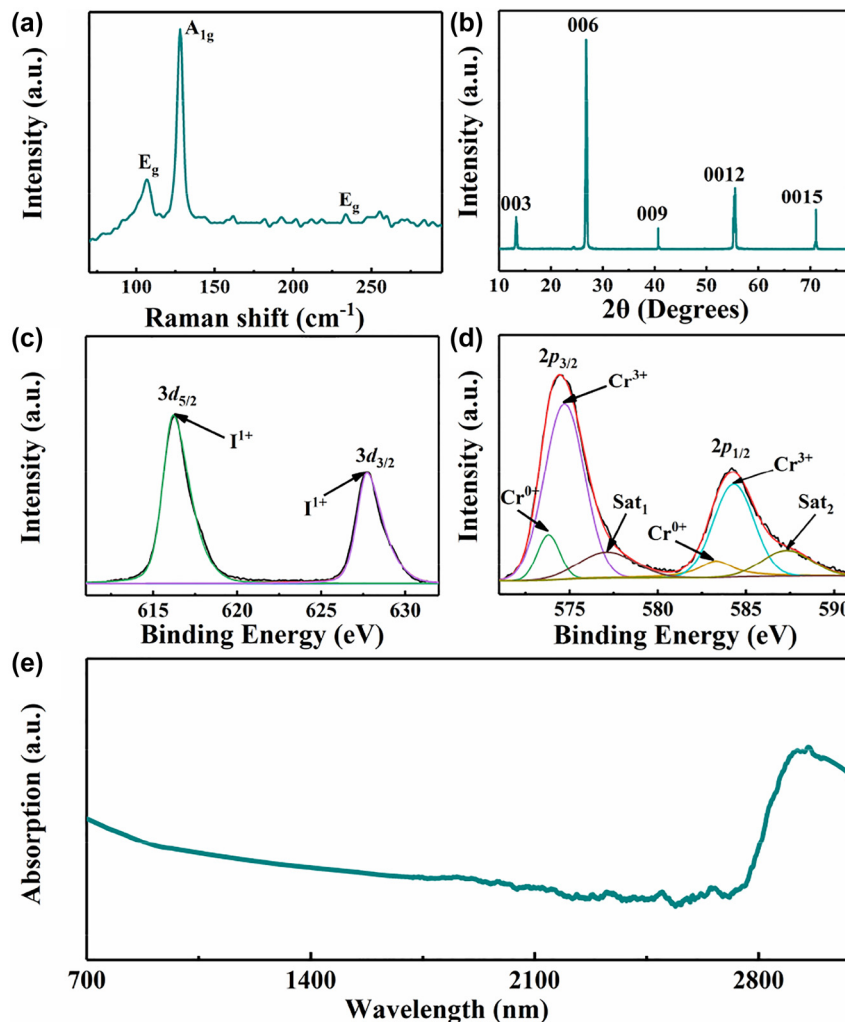 (a)
A1g
Eg
Eg
Intensity (a.u.)
100 150 200 250
Raman shift (cm-1)
(b)
006
003
009
0012
0015
Intensity (a.u.)
10 20 30 40 50 60 70
2θ (Degrees)
(c)
3d5/2
I1+
3d3/2
I1+
Intensity (a.u.)
615 620 625 630
Binding Energy (eV)
(d)
2p3/2
Cr3+
2p1/2
Cr3+
Cr0+
Sat1
Cr0+
Sat2
Intensity (a.u.)
575 580 585 590
Binding Energy (eV)
(e)
Absorption (a.u.)
700 1400 2100 2800
Wavelength (nm)